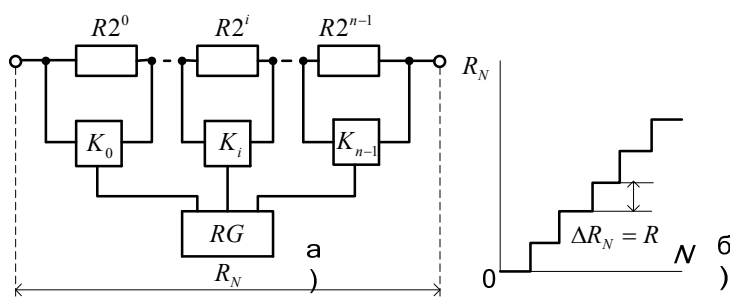 R2⁰ R2ⁱ R2ⁿ⁻¹
K₀ Kᵢ Kₙ₋₁
RG
R_N
а
)
R_N
ΔR_N = R
0
N
б
)